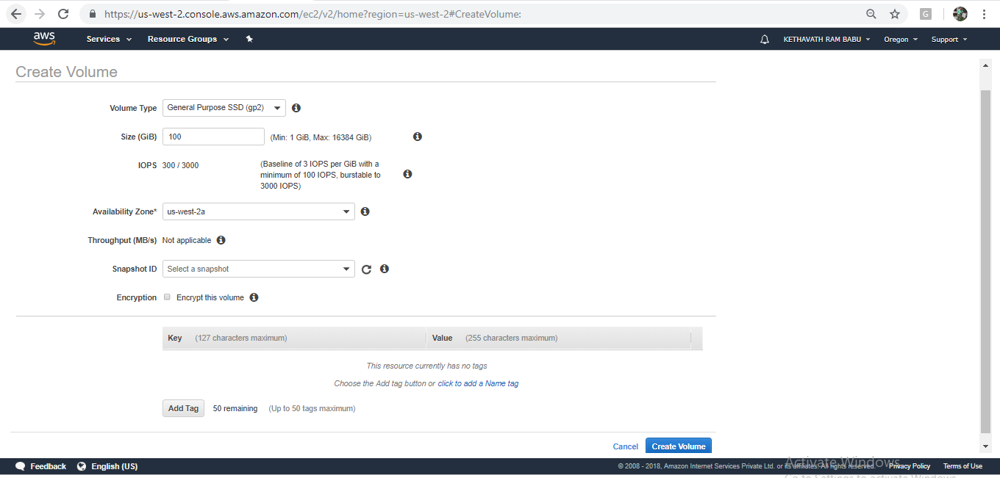 https://us-west-2.console.aws.amazon.com/ec2/v2/home?region=us-west-2#CreateVolume:
G
aws Services Resource Groups KETHAVATH RAM BABU Oregon Support
Create Volume
Volume Type General Purpose SSD (gp2)
Size (GiB) 100 (Min: 1 GiB, Max: 16384 GiB)
IOPS 300 / 3000 (Baseline of 3 IOPS per GiB with a
minimum of 100 IOPS, burstable to
3000 IOPS)
Availability Zone* us-west-2a
Throughput (MB/s) Not applicable
Snapshot ID Select a snapshot
Encryption Encrypt this volume
Key (127 characters maximum) Value (255 characters maximum)
This resource currently has no tags
Choose the Add tag button or click to add a Name tag
Add Tag 50 remaining (Up to 50 tags maximum)
Cancel Create Volume
Activate Windows
Feedback English (US) © 2008 - 2018, Amazon Internet Services Private Ltd. or its affiliates. All rights reserved. Privacy Policy Terms of Use
Go to Settings to activate Windows.